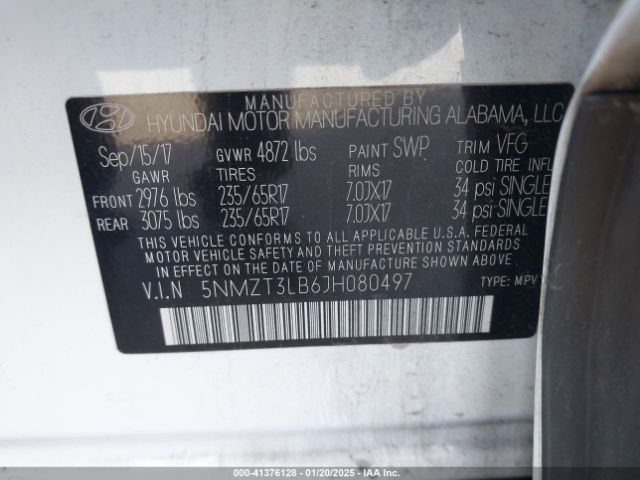 MANUFACTURED BY
HYUNDAI MOTOR MANUFACTURING ALABAMA, LLC
Sep/15/17 GVWR 4872 lbs PAINT SWP TRIM VFG
GAWR TIRES RIMS COLD TIRE INFL
FRONT 2976 lbs 235/65R17 7.0JX17 34 psi SINGLE
REAR 3075 lbs 235/65R17 7.0JX17 34 psi SINGLE
THIS VEHICLE CONFORMS TO ALL APPLICABLE U.S.A. FEDERAL
MOTOR VEHICLE SAFETY AND THEFT PREVENTION STANDARDS
IN EFFECT ON THE DATE OF MANUFACTURE SHOWN ABOVE.
V.I.N 5NMZT3LB6JH080497 TYPE: MPV
000-41376128 - 01/20/2025 - IAA Inc.